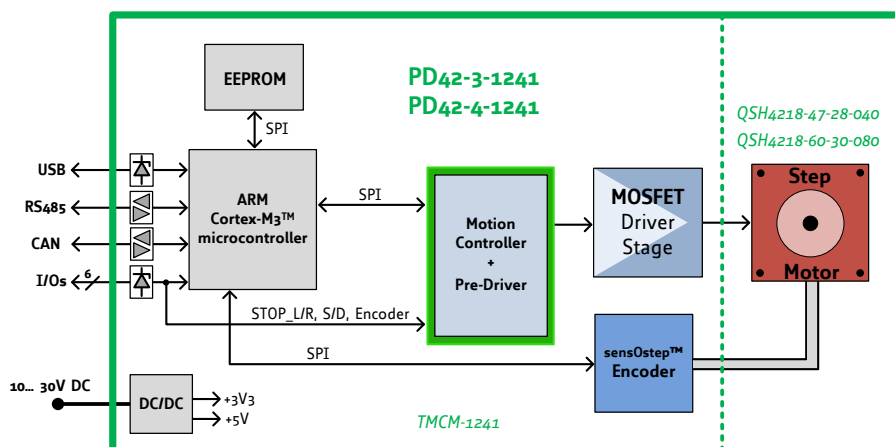 EEPROM
PD42-3-1241
PD42-4-1241
QSH4218-47-28-040
QSH4218-60-30-080
SPI
USB
RS485
CAN
I/Os
6
ARM
Cortex-M3™
microcontroller
SPI
Motion
Controller
+
Pre-Driver
MOSFET
Driver
Stage
Step
Motor
STOP_L/R, S/D, Encoder
SPI
sensOstep™
Encoder
10... 30V DC
DC/DC
+3V3
+5V
TMCM-1241